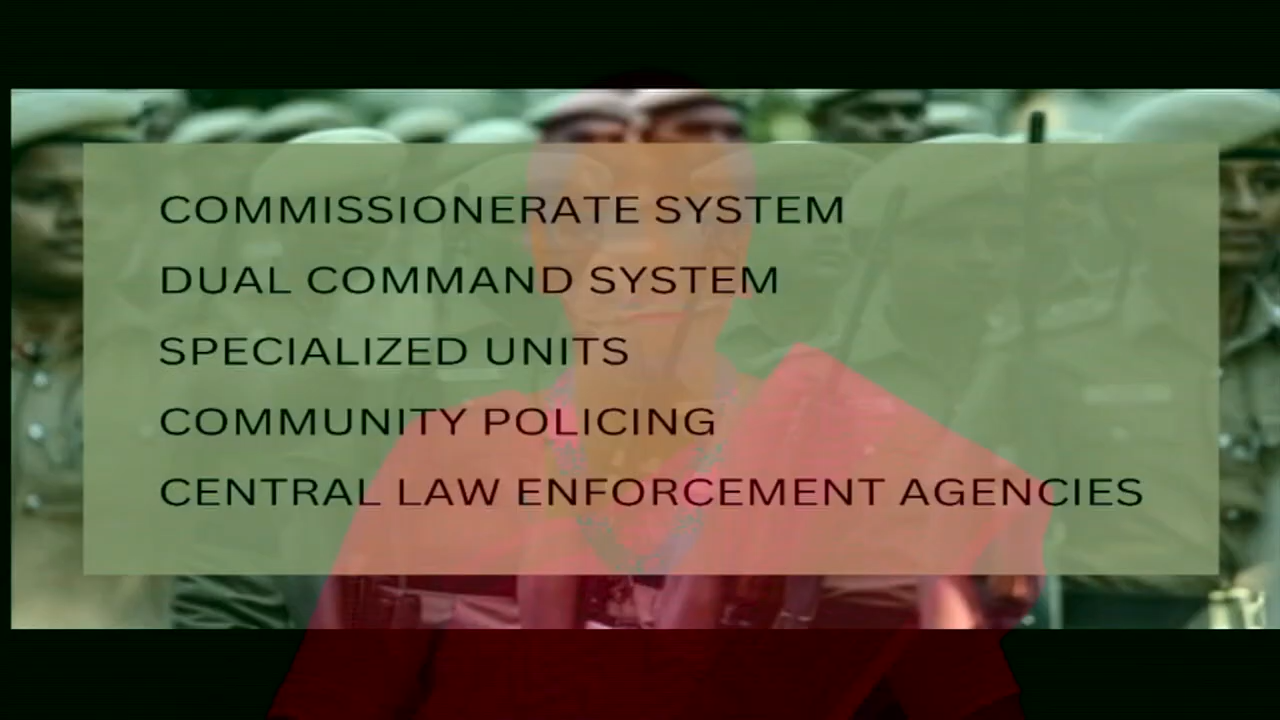 COMMISSIONERATE SYSTEM
DUAL COMMAND SYSTEM
SPECIALIZED UNITS
COMMUNITY POLICING
CENTRAL LAW ENFORCEMENT AGENCIES